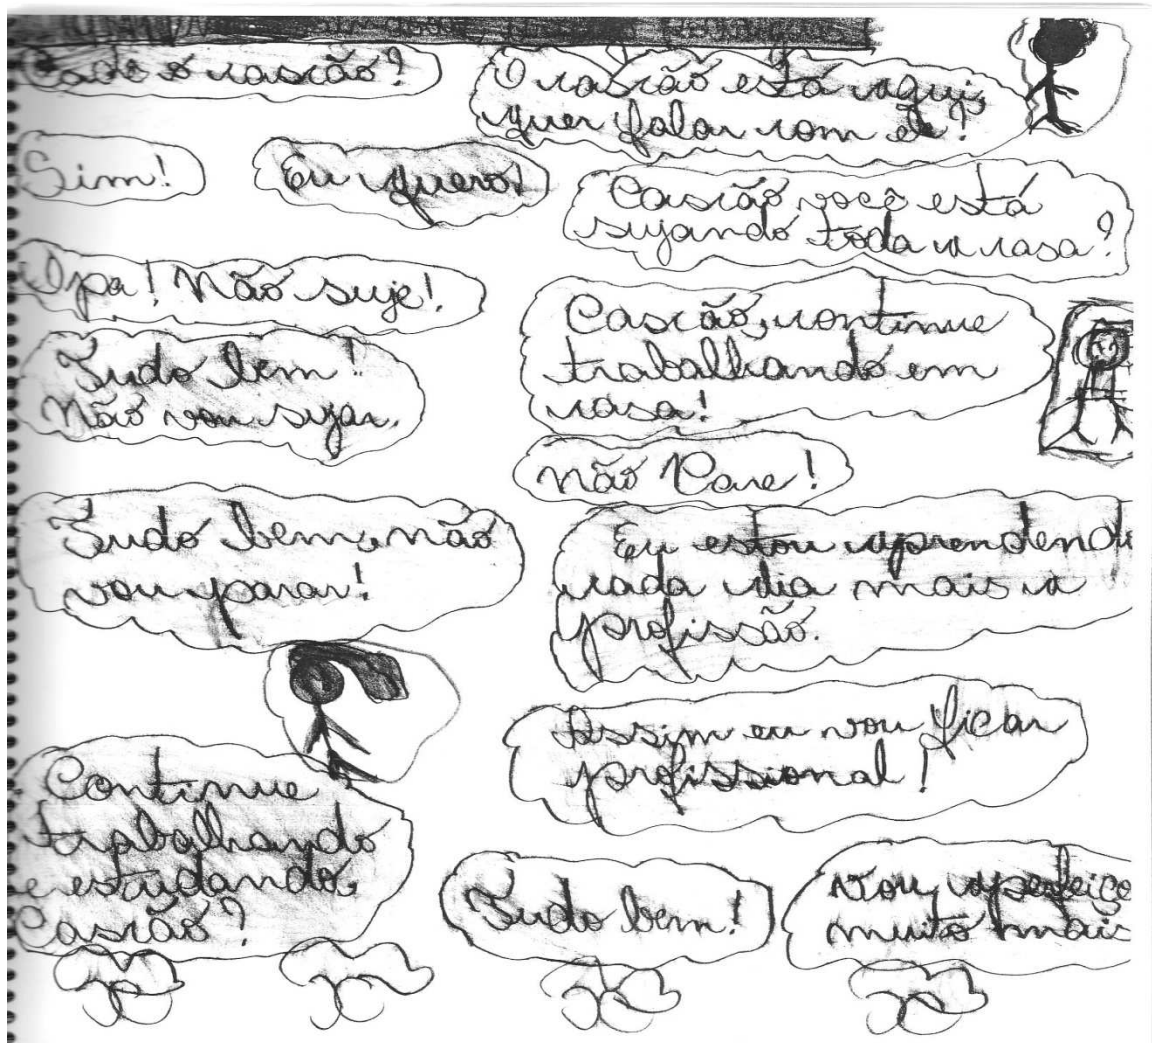 Cadê o cascão?
O cascão está aqui,
quer falar com ele?
Sim!
Eu quero!
Cascão você está
sujando toda a casa?
Opa! Não suje!
Tudo bem!
Não vou sujar.
Cascão, continue
trabalhando em
casa!
Não Pare!
Tudo bem, não
vou parar!
Eu estou aprendendo
cada dia mais a
profissão.
Assim eu vou ficar
profissional!
Continue
trabalhando
e estudando,
Cascão?
Tudo bem!
Vou
muito mais